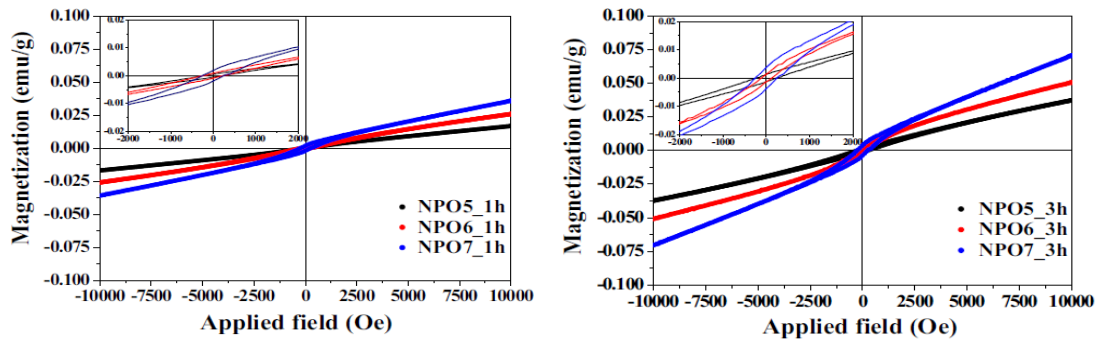 0.100
0.075
0.050
0.025
0.000
-0.025
-0.050
-0.075
-0.100
Magnetization (emu/g)
0.02
0.01
0.00
-0.01
-0.02
-2000 -1000 0 1000 2000
NPO5_1h
NPO6_1h
NPO7_1h
-10000 -7500 -5000 -2500 0 2500 5000 7500 10000
Applied field (Oe)
0.100
0.075
0.050
0.025
0.000
-0.025
-0.050
-0.075
-0.100
Magnetization (emu/g)
0.02
0.01
0.00
-0.01
-0.02
-2000 -1000 0 1000 2000
NPO5_3h
NPO6_3h
NPO7_3h
-10000 -7500 -5000 -2500 0 2500 5000 7500 10000
Applied field (Oe)